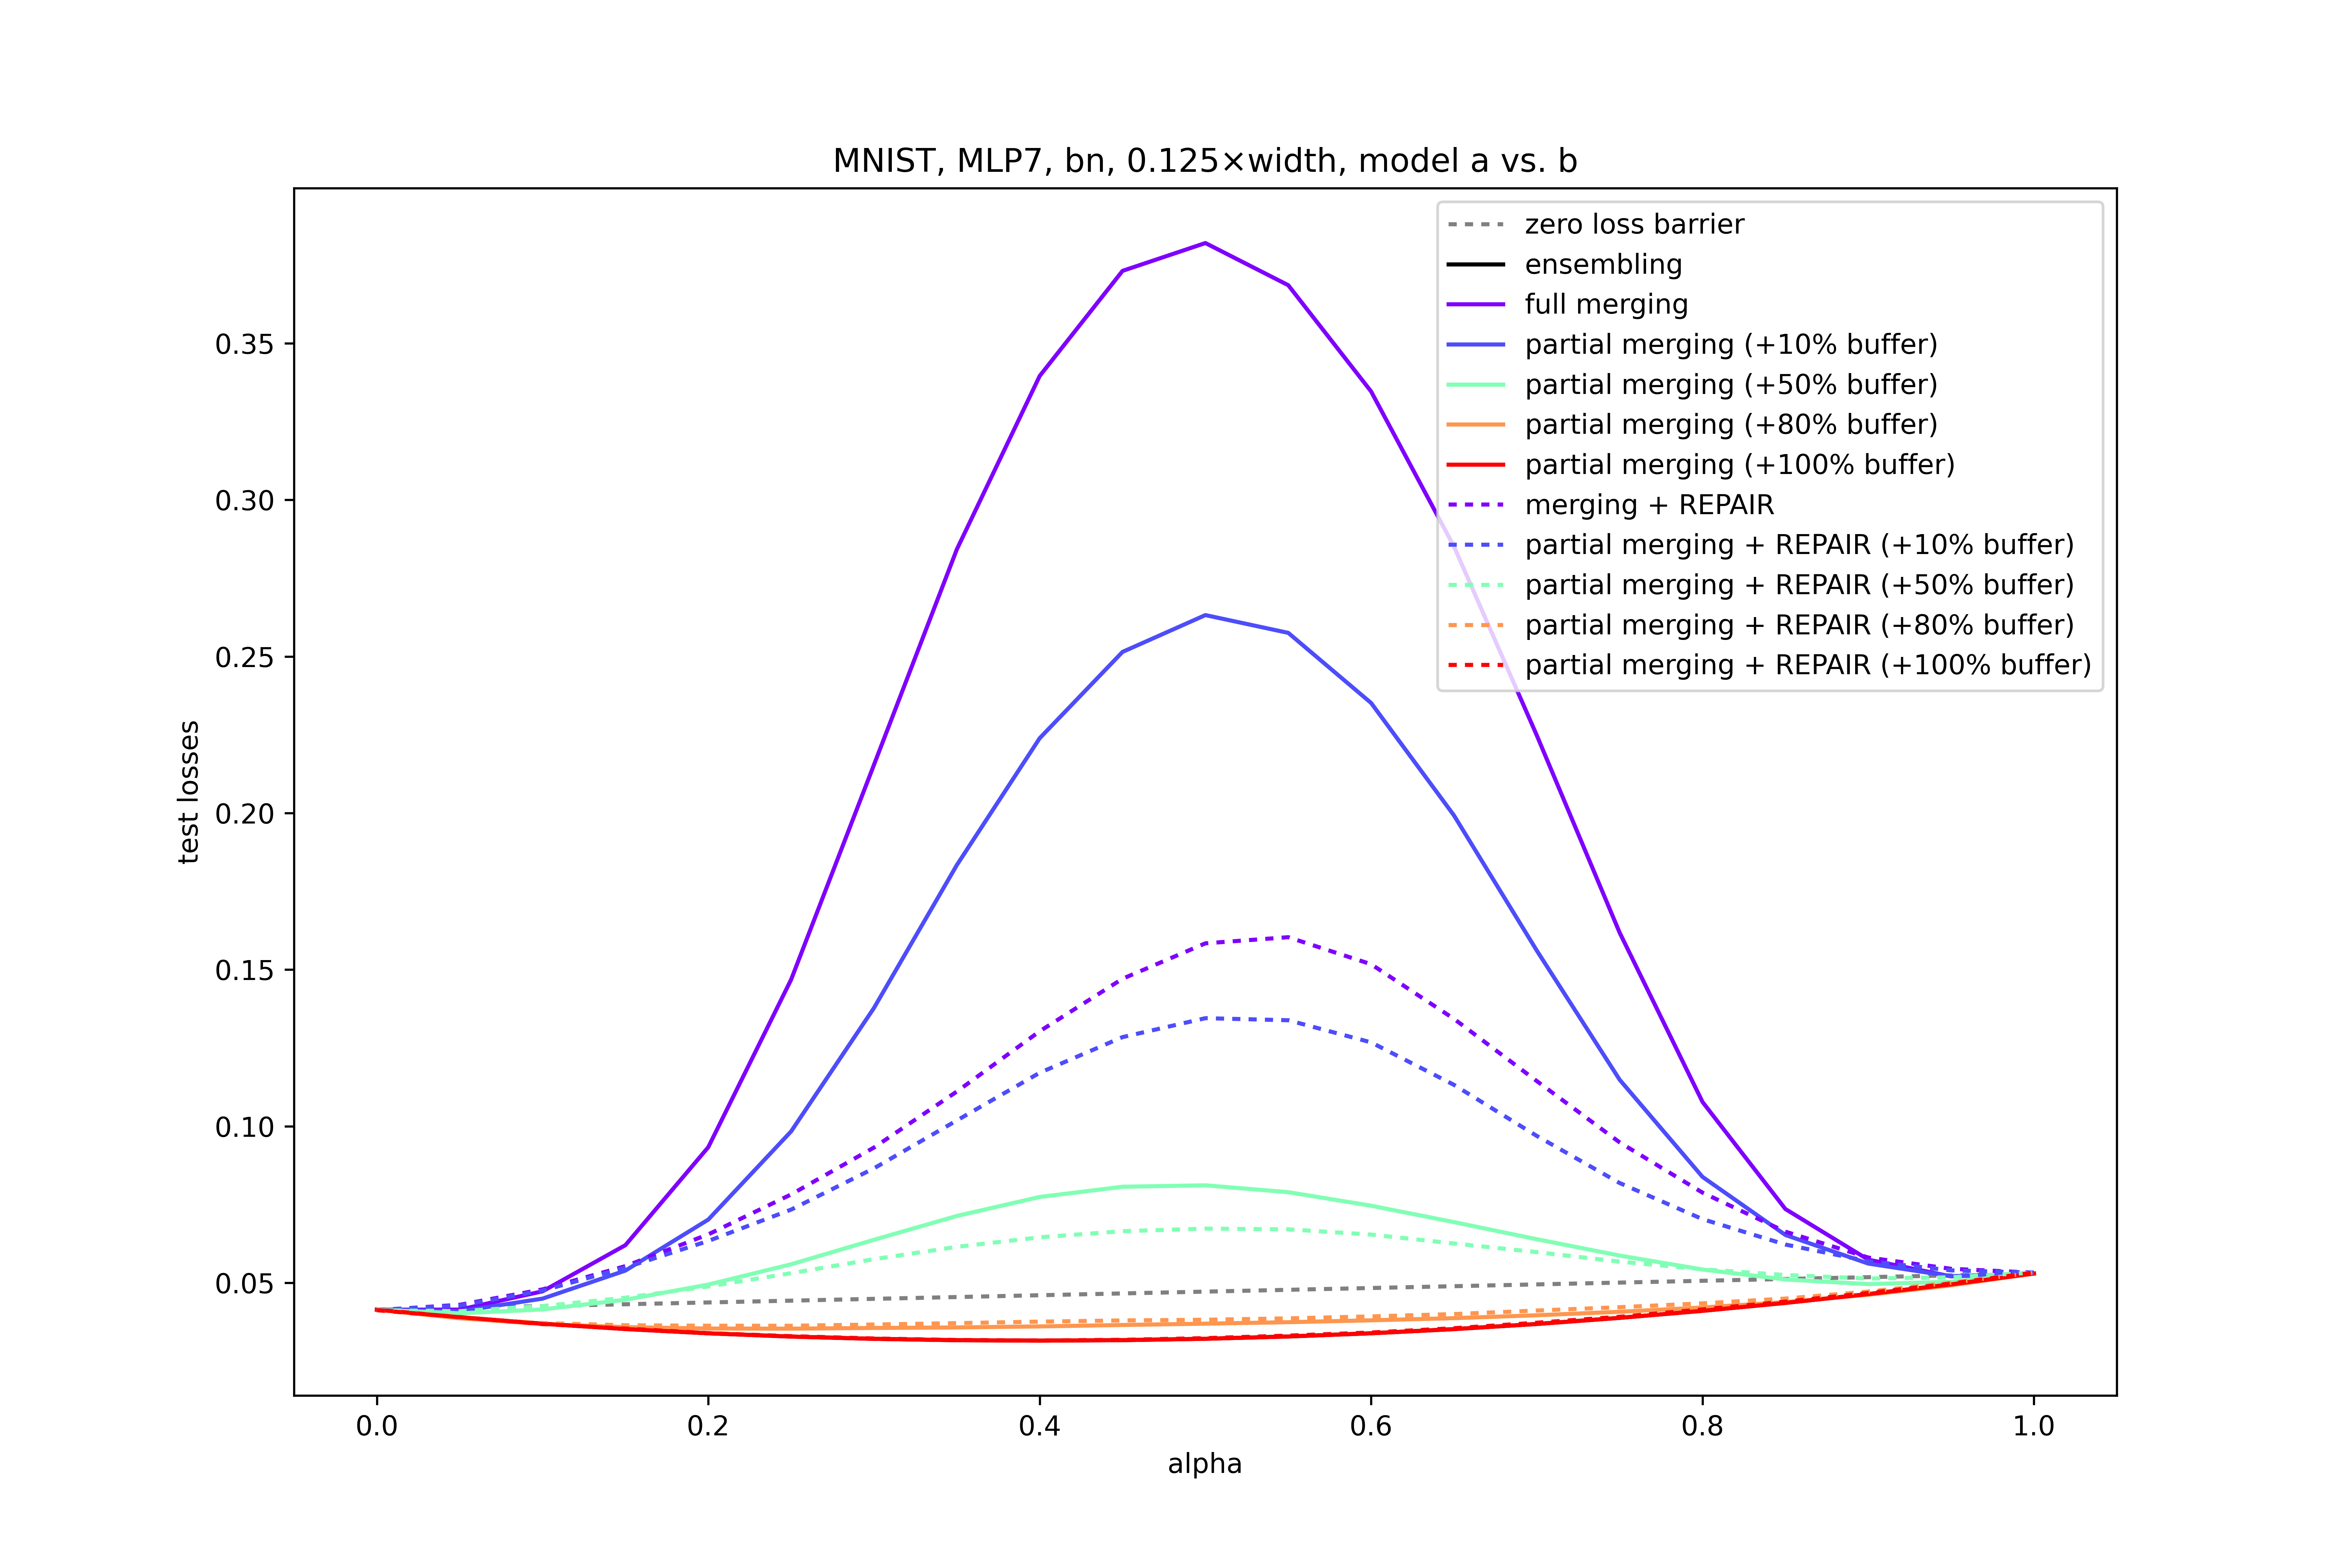 MNIST, MLP7, bn, 0.125×width, model a vs. b
zero loss barrier
ensembling
full merging
partial merging (+10% buffer)
partial merging (+50% buffer)
partial merging (+80% buffer)
partial merging (+100% buffer)
merging + REPAIR
partial merging + REPAIR (+10% buffer)
partial merging + REPAIR (+50% buffer)
partial merging + REPAIR (+80% buffer)
partial merging + REPAIR (+100% buffer)
test losses
0.35
0.30
0.25
0.20
0.15
0.10
0.05
0.0 0.2 0.4 0.6 0.8 1.0
alpha